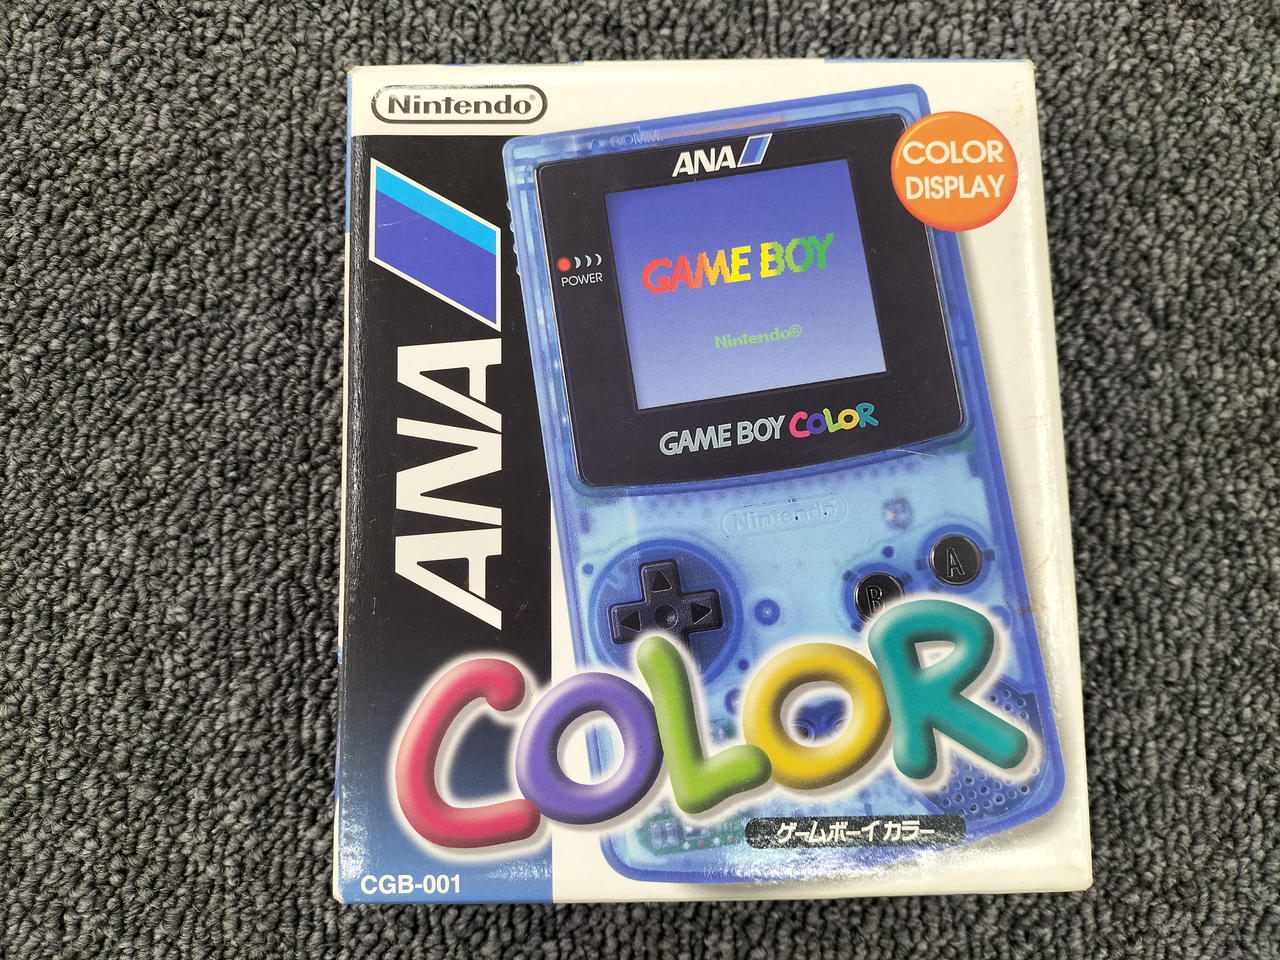 Nintendo®
ANA
COMM.
ANA
COLOR
DISPLAY
POWER
GAME BOY
Nintendo®
GAME BOY COLOR
Nintendo
A
B
COLOR
ゲームボーイカラー
CGB-001